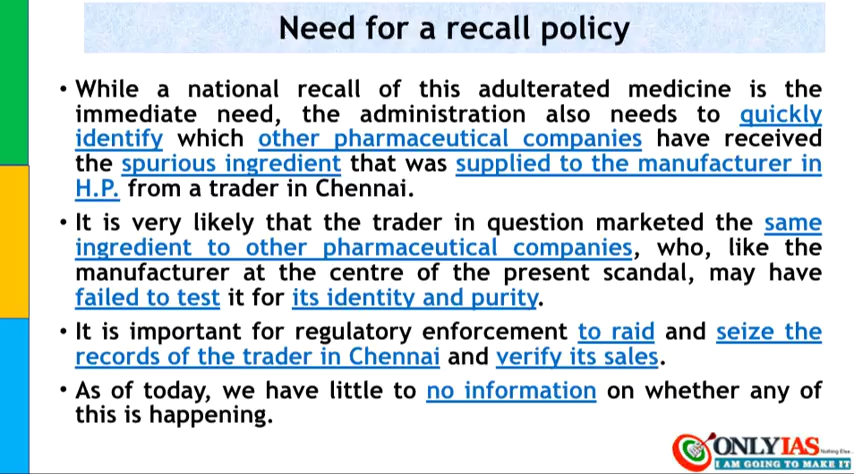 Need for a recall policy
• While a national recall of this adulterated medicine is the
immediate need, the administration also needs to quickly
identify which other pharmaceutical companies have received
the spurious ingredient that was supplied to the manufacturer in
H.P. from a trader in Chennai.
• It is very likely that the trader in question marketed the same
ingredient to other pharmaceutical companies, who, like the
manufacturer at the centre of the present scandal, may have
failed to test it for its identity and purity.
• It is important for regulatory enforcement to raid and seize the
records of the trader in Chennai and verify its sales.
• As of today, we have little to no information on whether any of
this is happening.
ONLYIAS
Nothing Else..
I AM GOING TO MAKE IT